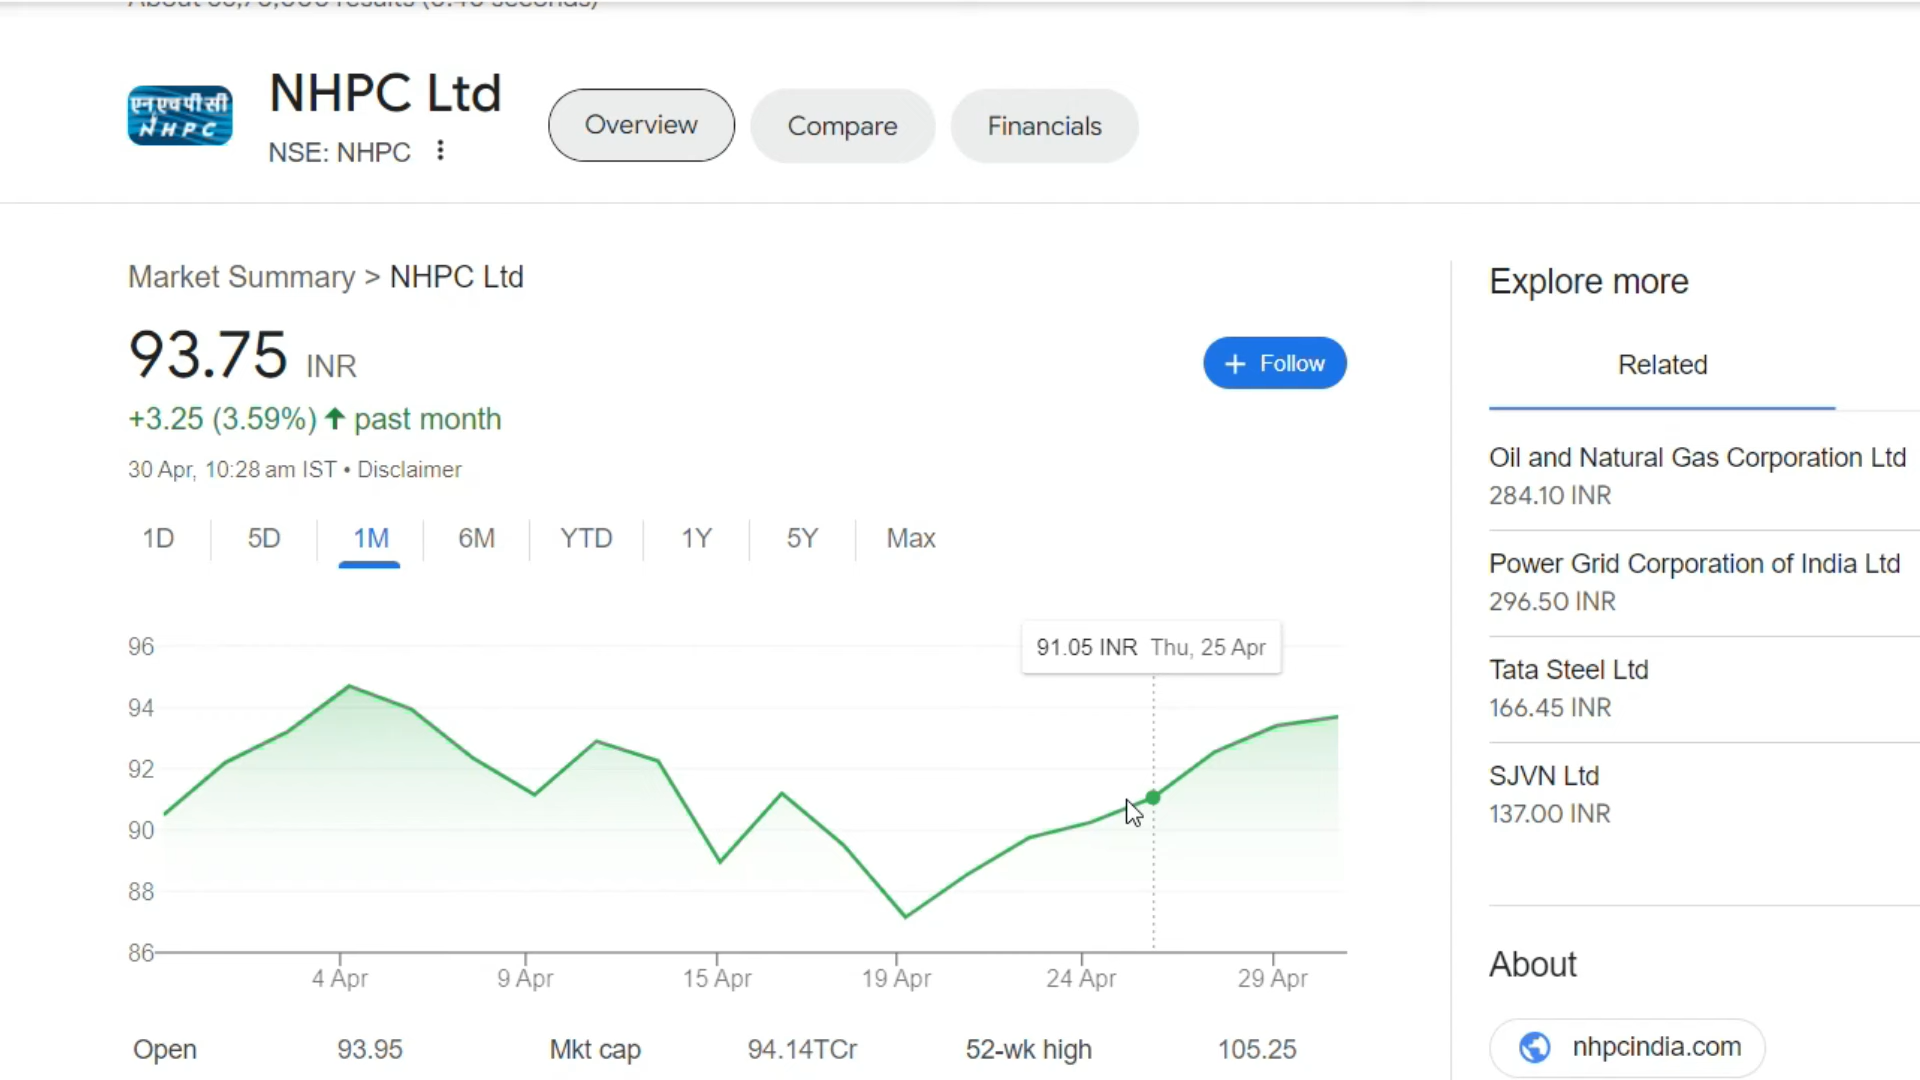 एनएचपीसी
NHPC
NHPC Ltd
NSE: NHPC
Overview
Compare
Financials
Market Summary > NHPC Ltd
93.75 INR
+3.25 (3.59%) past month
30 Apr, 10:28 am IST • Disclaimer
+ Follow
1D
5D
1M
6M
YTD
1Y
5Y
Max
91.05 INR Thu, 25 Apr
96
94
92
90
88
86
4 Apr
9 Apr
15 Apr
19 Apr
24 Apr
29 Apr
Open 93.95
Mkt cap 94.14TCr
52-wk high 105.25
Explore more
Related
Oil and Natural Gas Corporation Ltd
284.10 INR
Power Grid Corporation of India Ltd
296.50 INR
Tata Steel Ltd
166.45 INR
SJVN Ltd
137.00 INR
About
nhpcindia.com